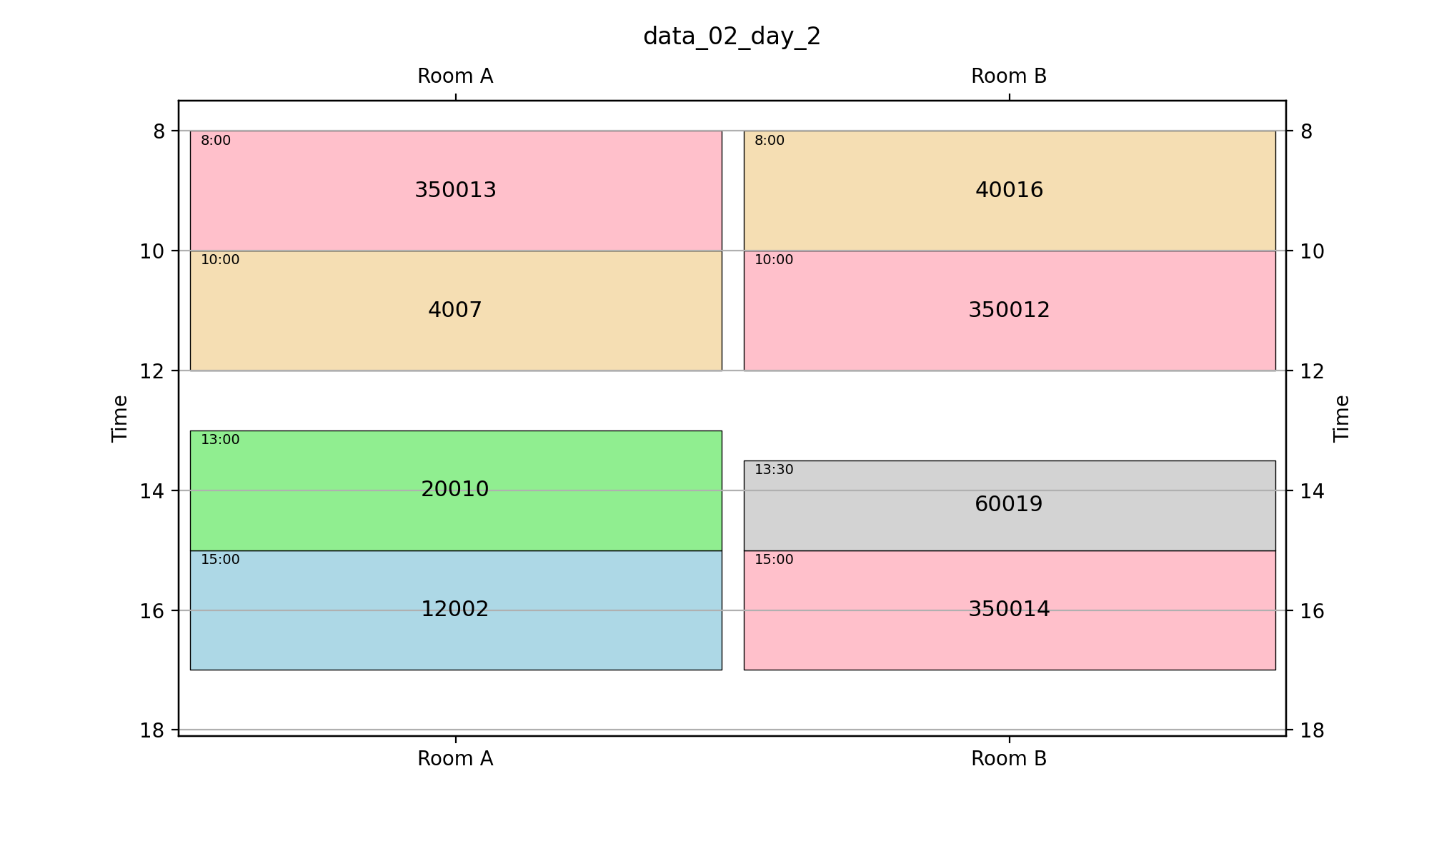 data_02_day_2
Room A Room B
8 8:00 8:00 8
350013 40016
10 10:00 10:00 10
4007 350012
12 12
Time Time
13:00
13:30
14 20010 14
60019
15:00 15:00
16 12002 350014 16
18 18
Room A Room B